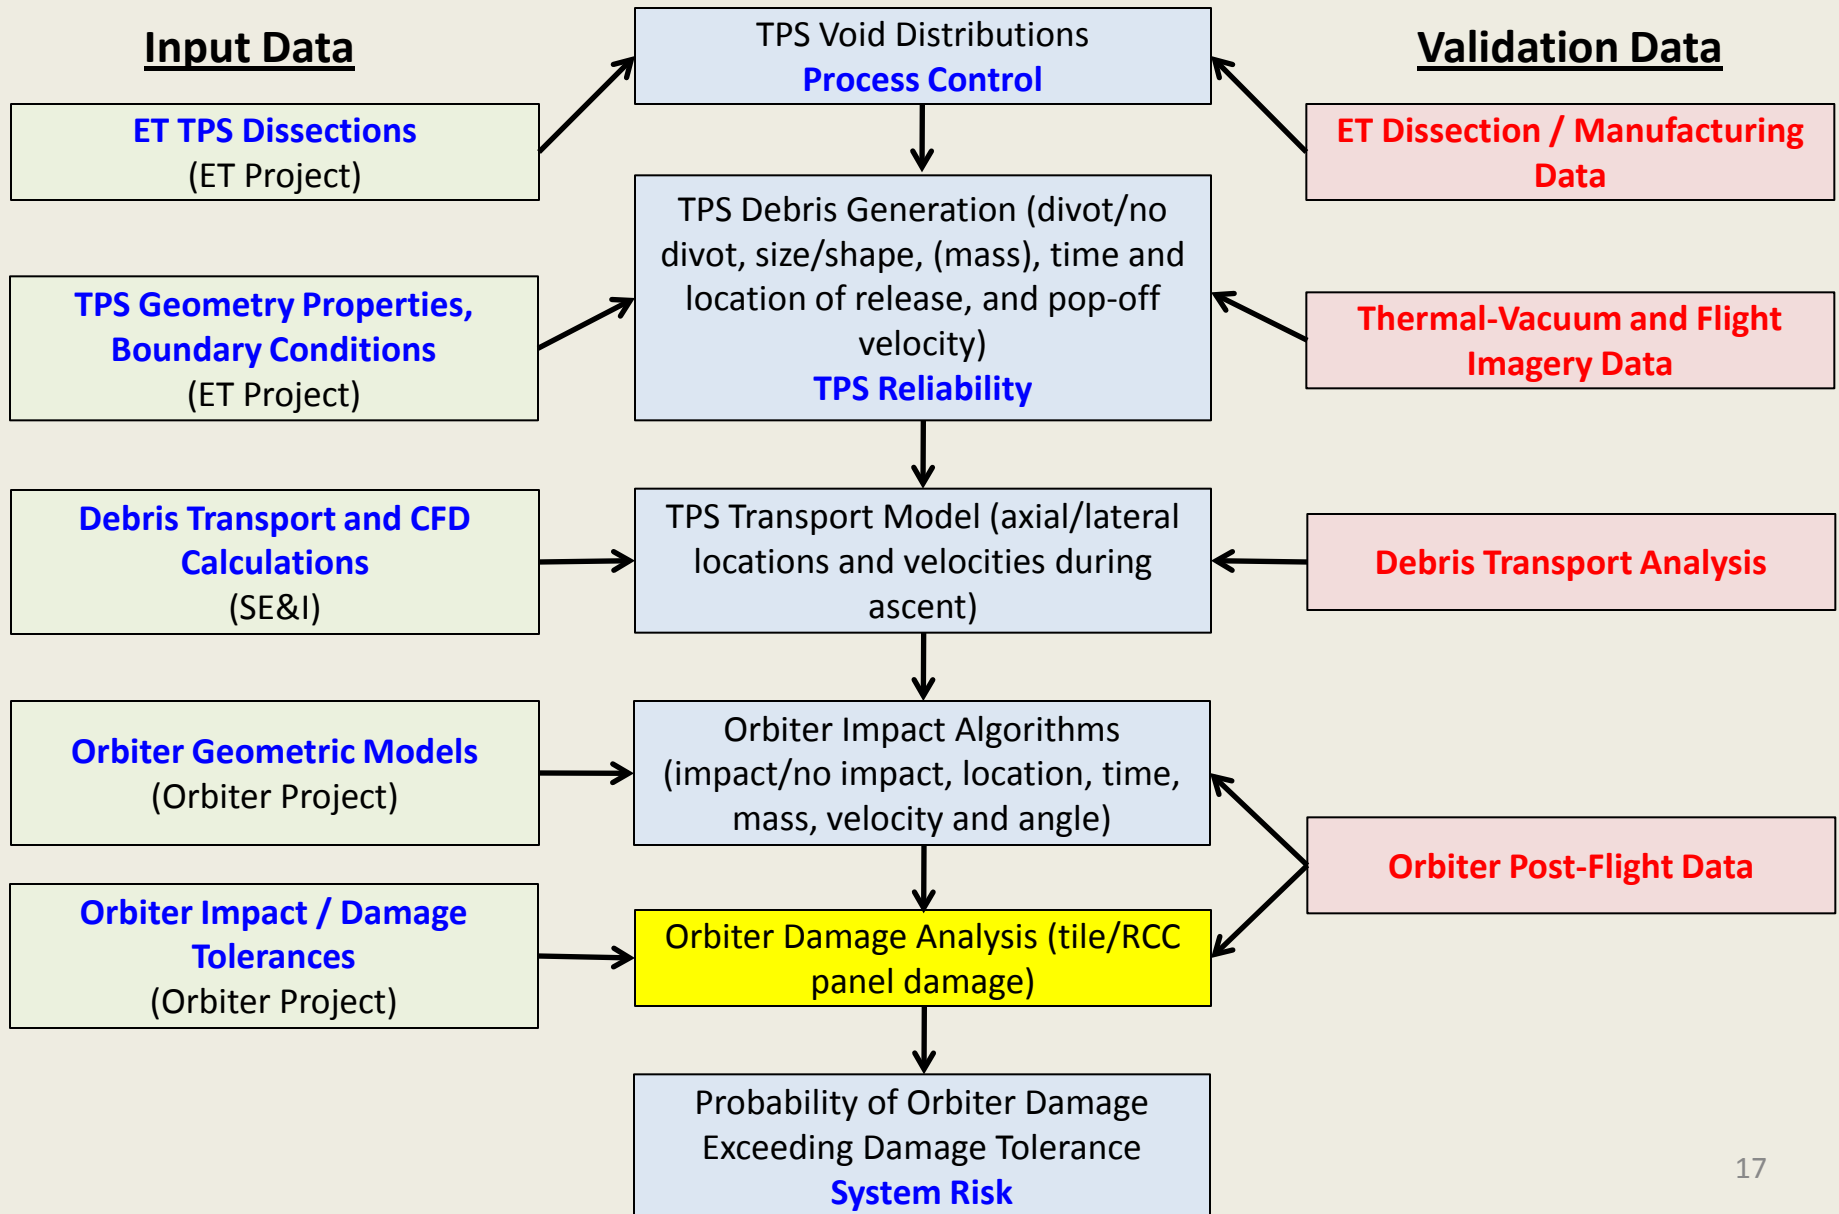 Input Data
Validation Data
TPS Void Distributions
Process Control
ET TPS Dissections
(ET Project)
ET Dissection / Manufacturing
Data
TPS Debris Generation (divot/no
divot, size/shape, (mass), time and
location of release, and pop-off
velocity)
TPS Reliability
TPS Geometry Properties,
Boundary Conditions
(ET Project)
Thermal-Vacuum and Flight
Imagery Data
Debris Transport and CFD
Calculations
(SE&I)
TPS Transport Model (axial/lateral
locations and velocities during
ascent)
Debris Transport Analysis
Orbiter Geometric Models
(Orbiter Project)
Orbiter Impact Algorithms
(impact/no impact, location, time,
mass, velocity and angle)
Orbiter Post-Flight Data
Orbiter Impact / Damage
Tolerances
(Orbiter Project)
Orbiter Damage Analysis (tile/RCC
panel damage)
Probability of Orbiter Damage
Exceeding Damage Tolerance
System Risk
17